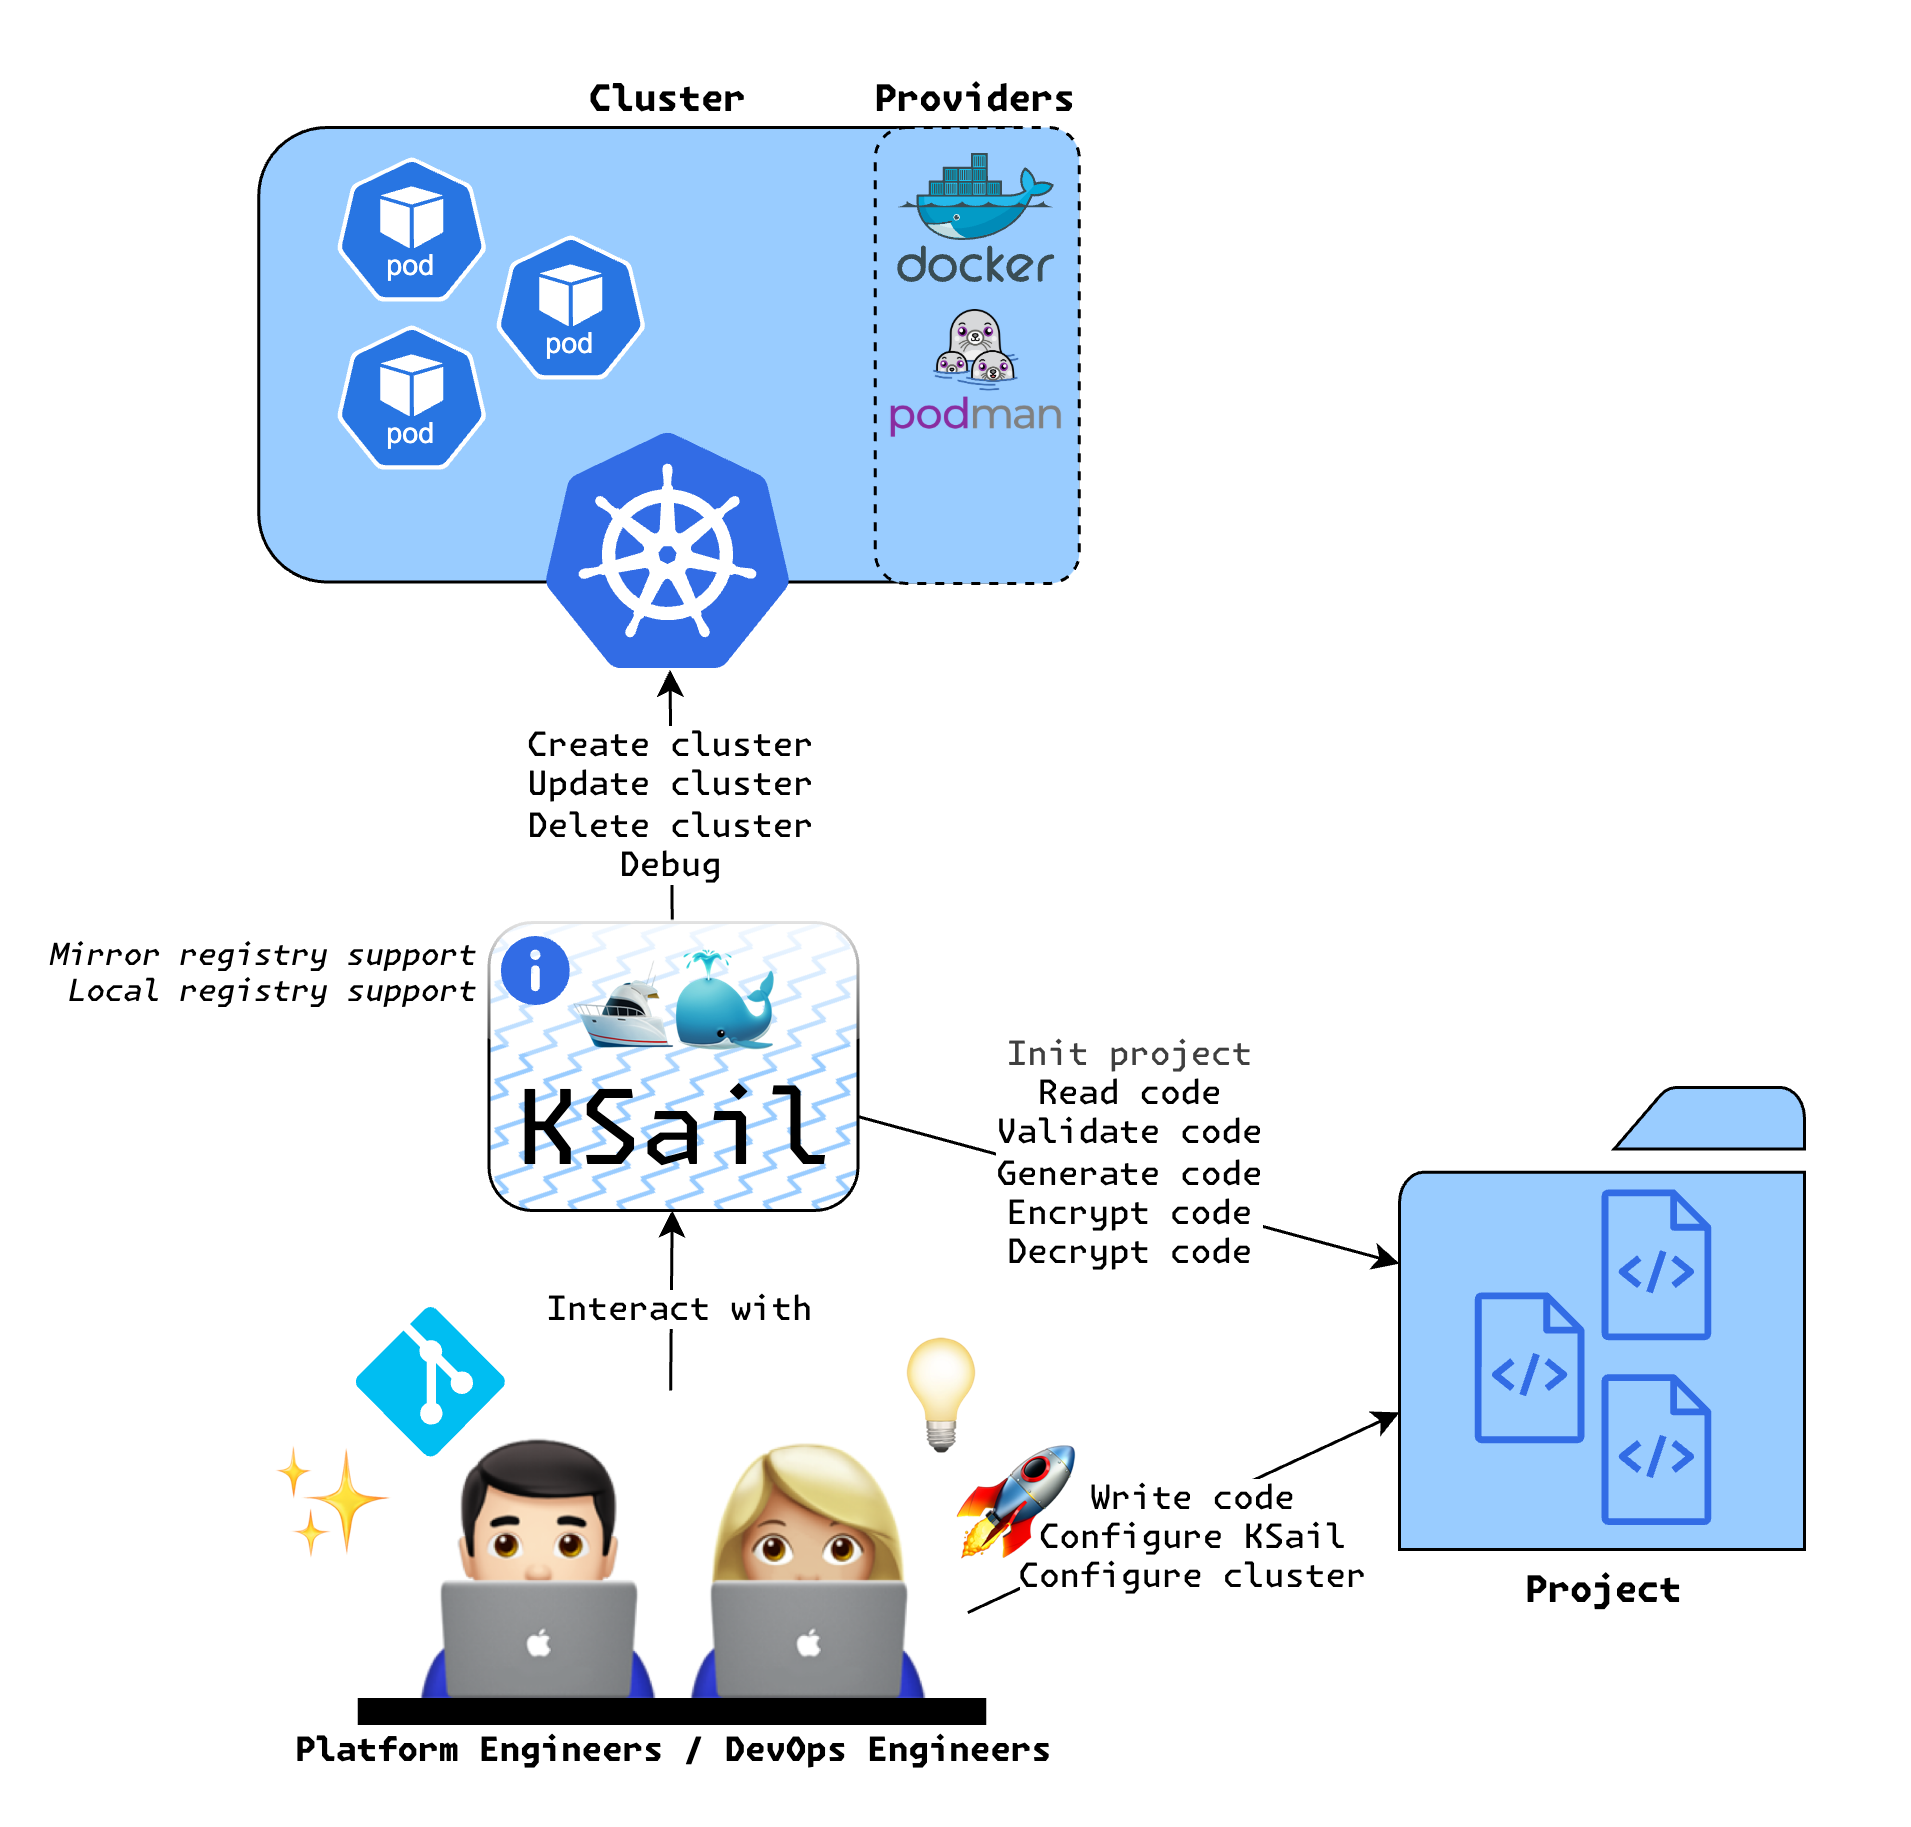 Cluster
Providers
pod
docker
pod
podman
pod
Create cluster
Update cluster
Delete cluster
Debug
Mirror registry support
Local registry support
KSail
Init project
Read code
Validate code
Generate code
Encrypt code
Decrypt code
Interact with
</>
</>
</>
Write code
Configure KSail
Configure cluster
Project
Platform Engineers / DevOps Engineers